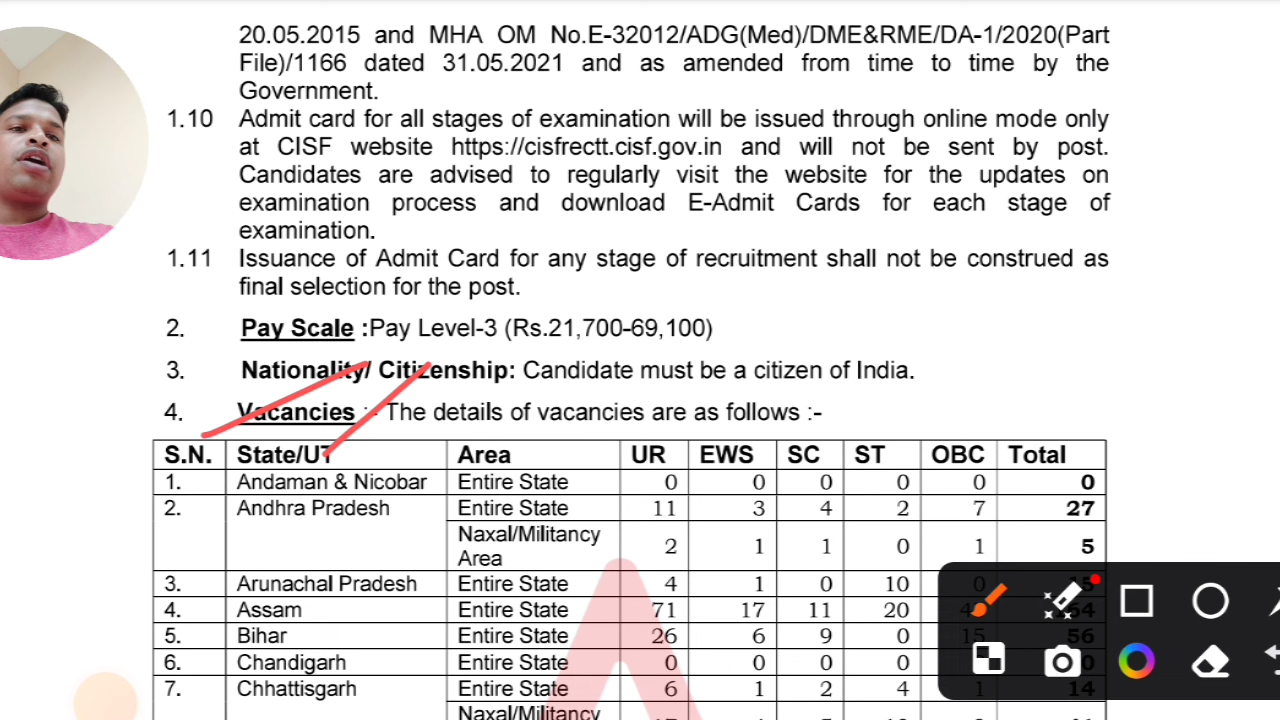 20.05.2015 and MHA OM No.E-32012/ADG(Med)/DME&RME/DA-1/2020(Part
File)/1166 dated 31.05.2021 and as amended from time to time by the
Government.
1.10 Admit card for all stages of examination will be issued through online mode only
at CISF website https://cisfrectt.cisf.gov.in and will not be sent by post.
Candidates are advised to regularly visit the website for the updates on
examination process and download E-Admit Cards for each stage of
examination.
1.11 Issuance of Admit Card for any stage of recruitment shall not be construed as
final selection for the post.
2. Pay Scale :Pay Level-3 (Rs.21,700-69,100)
3. Nationality/ Citizenship: Candidate must be a citizen of India.
4. Vacancies :- The details of vacancies are as follows :-
S.N. State/UT Area UR EWS SC ST OBC Total
1. Andaman & Nicobar Entire State 0 0 0 0 0 0
2. Andhra Pradesh Entire State 11 3 4 2 7 27
Naxal/Militancy
Area 2 1 1 0 1 5
3. Arunachal Pradesh Entire State 4 1 0 10 0 15
4. Assam Entire State 71 17 11 20
5. Bihar Entire State 26 6 9 0 15 56
6. Chandigarh Entire State 0 0 0 0 0
7. Chhattisgarh Entire State 6 1 2 4 1 14
Naxal/Militancy